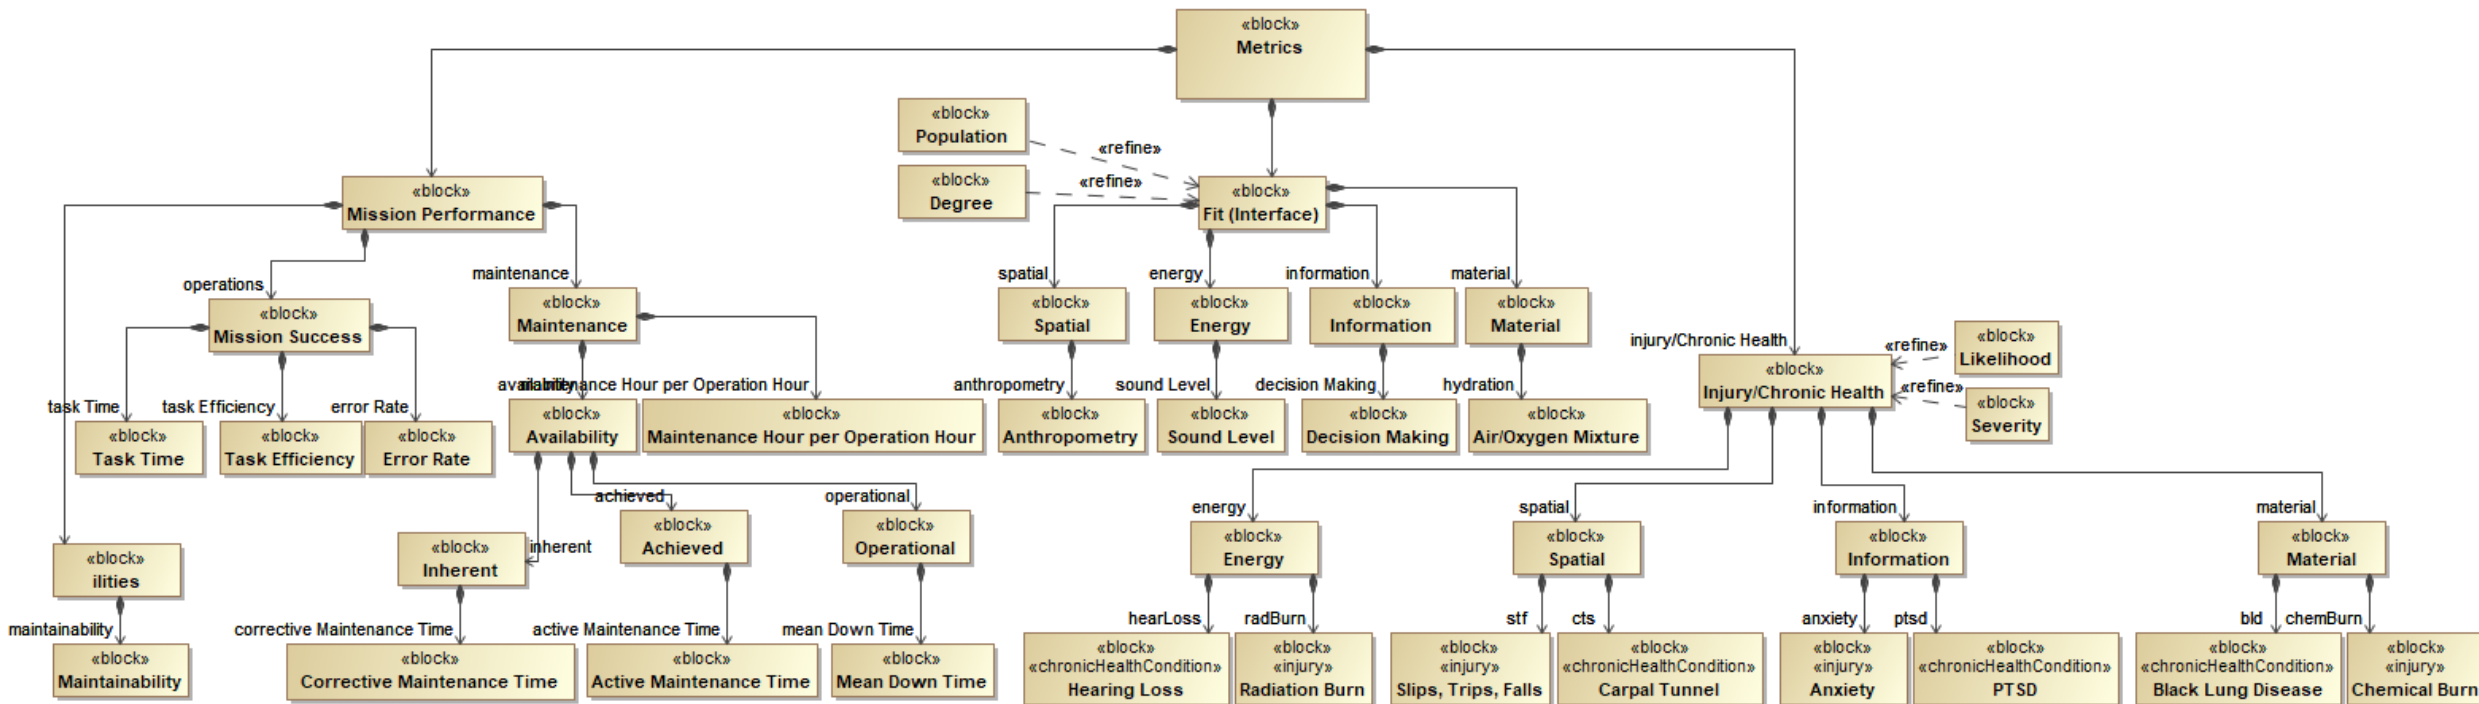 «block»
Metrics
«block»
Population
«refine»
«block»
Degree
«refine»
«block»
Mission Performance
«block»
Fit (Interface)
operations
maintenance
spatial
energy
information
material
«block»
Mission Success
«block»
Maintenance
«block»
Spatial
«block»
Energy
«block»
Information
«block»
Material
injury/Chronic Health
«block»
Injury/Chronic Health
«refine»
«block»
Likelihood
«refine»
«block»
Severity
task Time
task Efficiency
error Rate
availability
maintenance Hour per Operation Hour
anthropometry
sound Level
decision Making
hydration
«block»
Task Time
«block»
Task Efficiency
«block»
Error Rate
«block»
Availability
«block»
Maintenance Hour per Operation Hour
«block»
Anthropometry
«block»
Sound Level
«block»
Decision Making
«block»
Air/Oxygen Mixture
inherent
achieved
operational
energy
spatial
information
material
«block»
ilities
«block»
Inherent
«block»
Achieved
«block»
Operational
«block»
Energy
«block»
Spatial
«block»
Information
«block»
Material
maintainability
corrective Maintenance Time
active Maintenance Time
mean Down Time
hearLoss
radBurn
stf
cts
anxiety
ptsd
bld
chemBurn
«block»
Maintainability
«block»
Corrective Maintenance Time
«block»
Active Maintenance Time
«block»
Mean Down Time
«block»
«chronicHealthCondition»
Hearing Loss
«block»
«injury»
Radiation Burn
«block»
«injury»
Slips, Trips, Falls
«block»
«chronicHealthCondition»
Carpal Tunnel
«block»
«injury»
Anxiety
«block»
«chronicHealthCondition»
PTSD
«block»
«chronicHealthCondition»
Black Lung Disease
«block»
«injury»
Chemical Burn